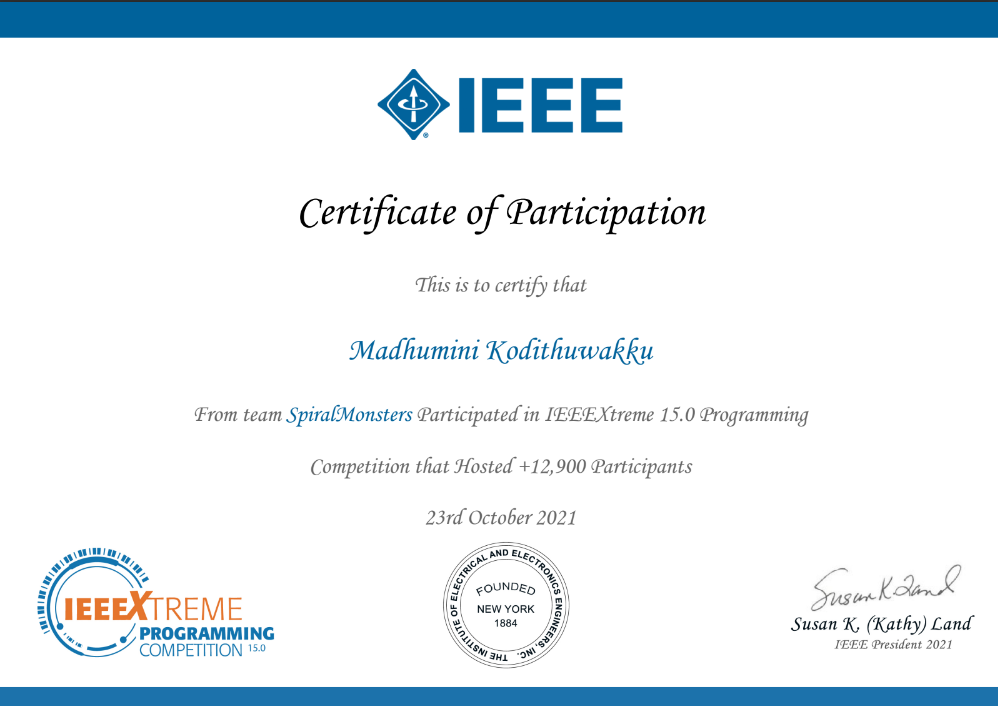 IEEE
®
Certificate of Participation
This is to certify that
Madhumini Kodithuwakku
From team SpiralMonsters Participated in IEEEXtreme 15.0 Programming
Competition that Hosted +12,900 Participants
23rd October 2021
IEEEXTREME
PROGRAMMING
COMPETITION 15.0
THE INSTITUTE OF ELECTRICAL AND ELECTRONICS ENGINEERS, INC.
FOUNDED
NEW YORK
1884
Susan K Land
Susan K. (Kathy) Land
IEEE President 2021